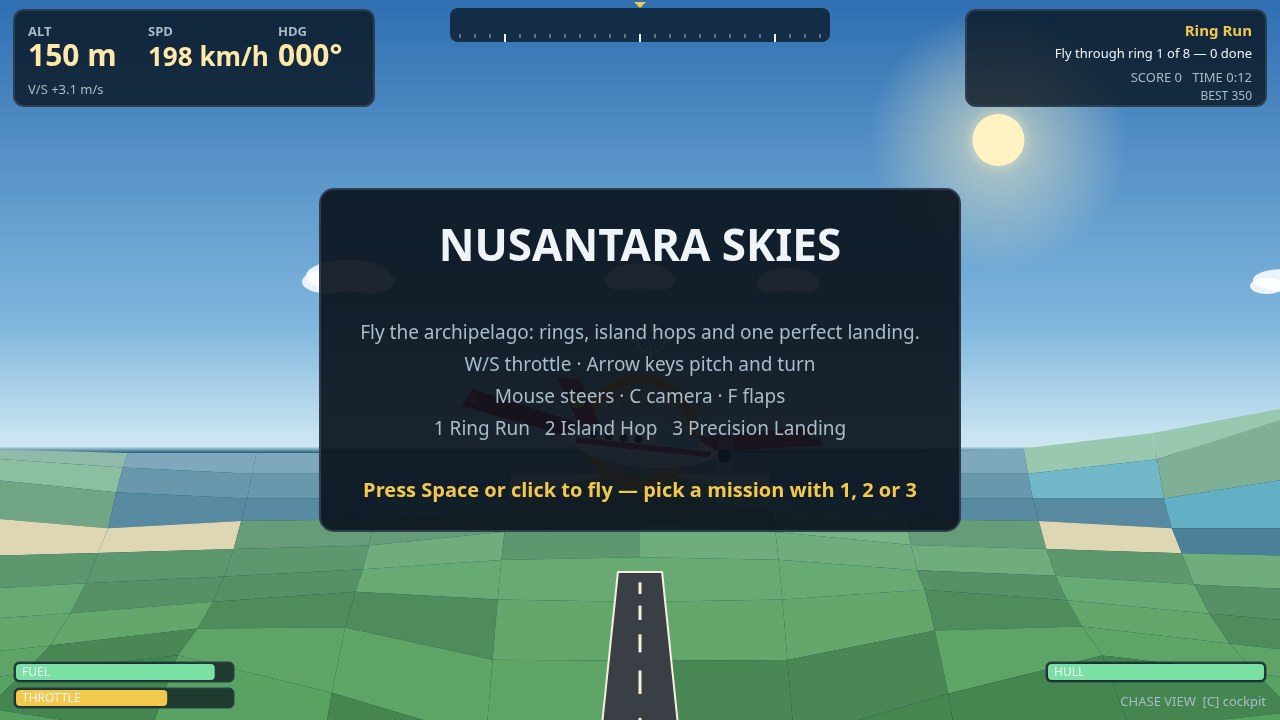 ALT SPD HDG
150 m 198 km/h 000°
V/S +3.1 m/s
Ring Run
Fly through ring 1 of 8 — 0 done
SCORE 0 TIME 0:12
BEST 350
NUSANTARA SKIES
Fly the archipelago: rings, island hops and one perfect landing.
W/S throttle · Arrow keys pitch and turn
Mouse steers · C camera · F flaps
1 Ring Run 2 Island Hop 3 Precision Landing
Press Space or click to fly — pick a mission with 1, 2 or 3
FUEL
THROTTLE
HULL
CHASE VIEW [C] cockpit